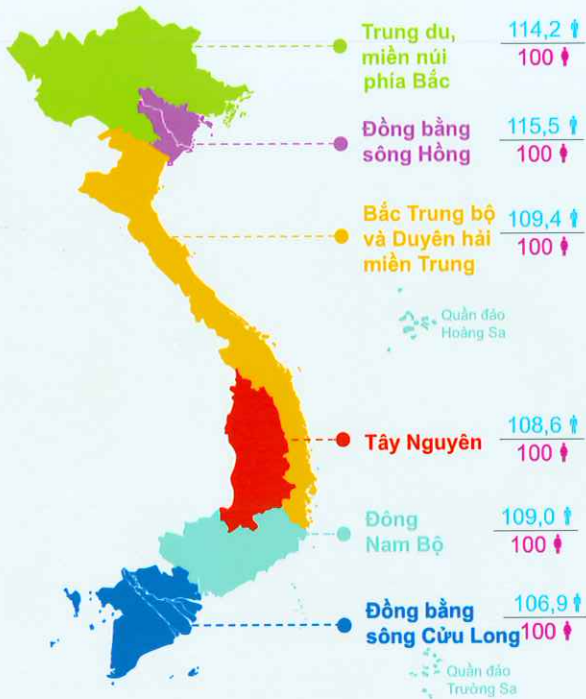 Trung du,
miền núi
phía Bắc
114,2
100
Đồng bằng
sông Hồng
115,5
100
Bắc Trung bộ
và Duyên hải
miền Trung
109,4
100
Quần đảo
Hoàng Sa
Tây Nguyên
108,6
100
Đông
Nam Bộ
109,0
100
Đồng bằng
sông Cửu Long
106,9
100
Quần đảo
Trường Sa